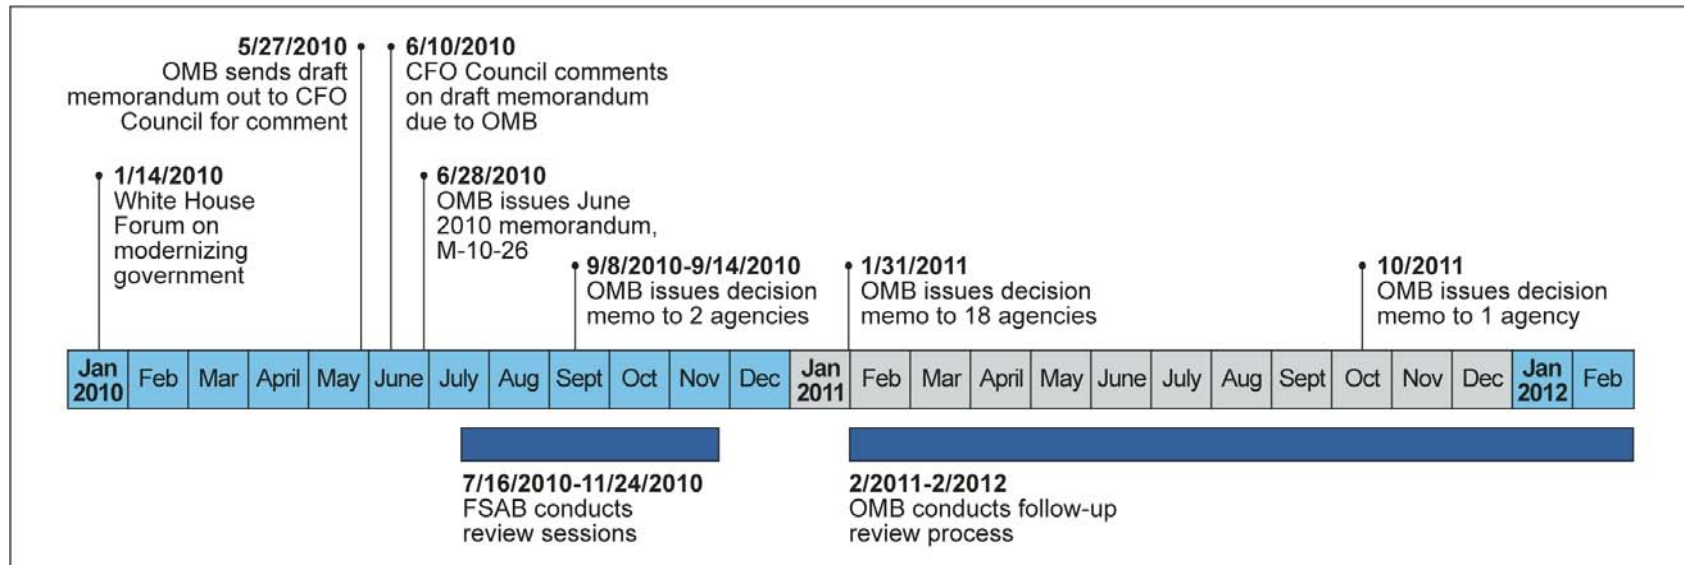 5/27/2010
OMB sends draft
memorandum out to CFO
Council for comment
6/10/2010
CFO Council comments
on draft memorandum
due to OMB
1/14/2010
White House
Forum on
modernizing
government
6/28/2010
OMB issues June
2010 memorandum,
M-10-26
9/8/2010-9/14/2010
OMB issues decision
memo to 2 agencies
1/31/2011
OMB issues decision
memo to 18 agencies
10/2011
OMB issues decision
memo to 1 agency
Jan 2010 Feb Mar April May June July Aug Sept Oct Nov Dec Jan 2011 Feb Mar April May June July Aug Sept Oct Nov Dec Jan 2012 Feb
7/16/2010-11/24/2010
FSAB conducts
review sessions
2/2011-2/2012
OMB conducts follow-up
review process